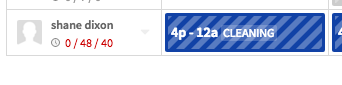 shane dixon
0 / 48 / 40
4p - 12a CLEANING